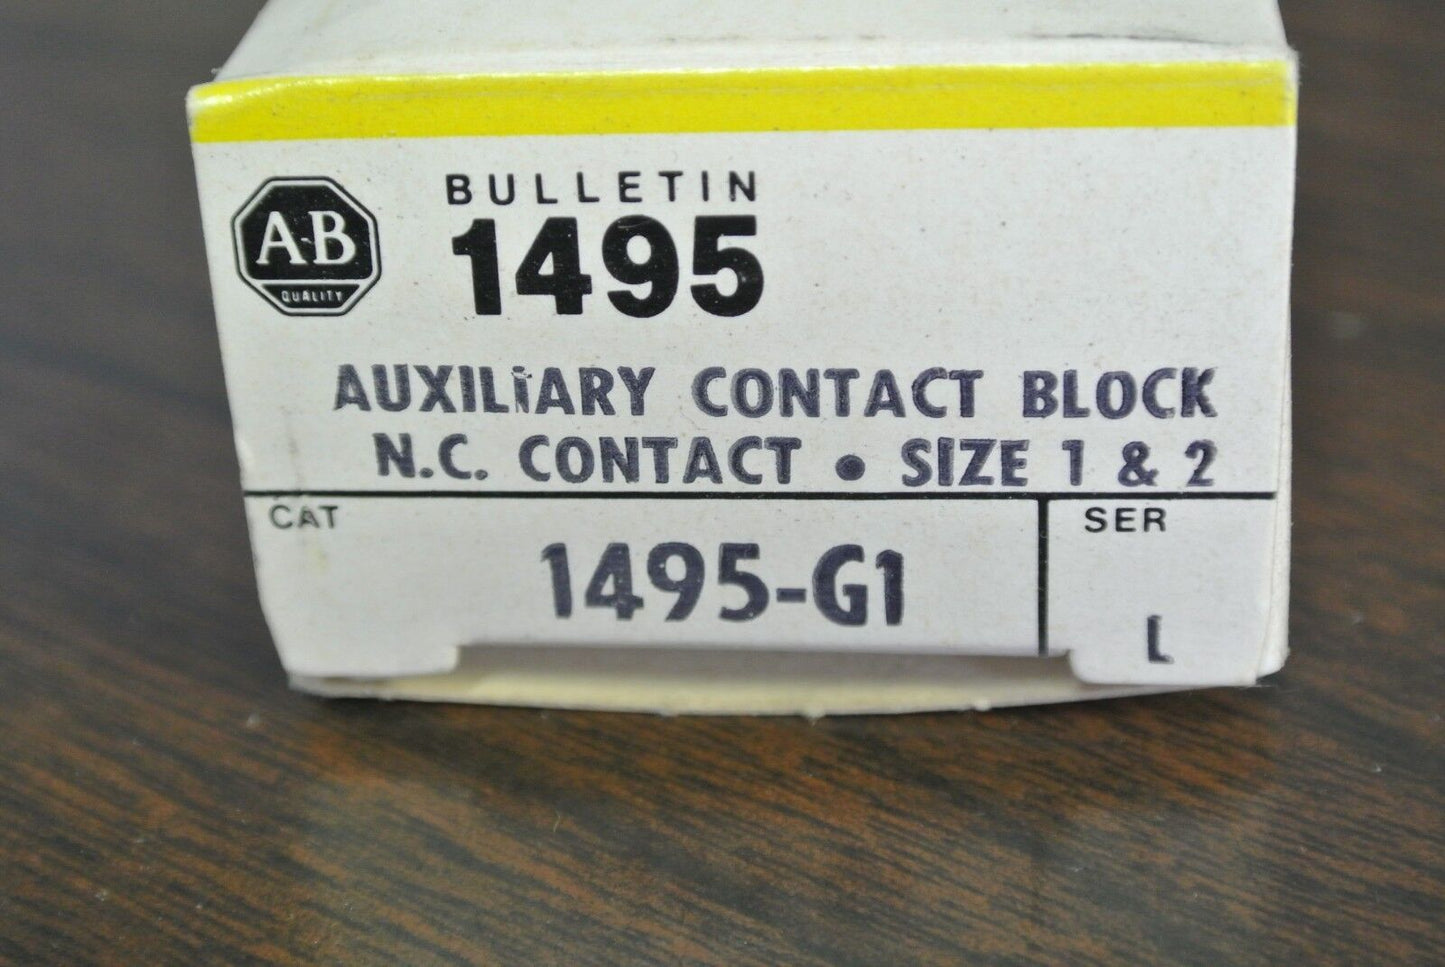 A-B
QUALITY
BULLETIN
1495
AUXILiARY CONTACT BLOCK
N.C. CONTACT • SIZE 1 & 2
CAT
1495-G1
SER
L